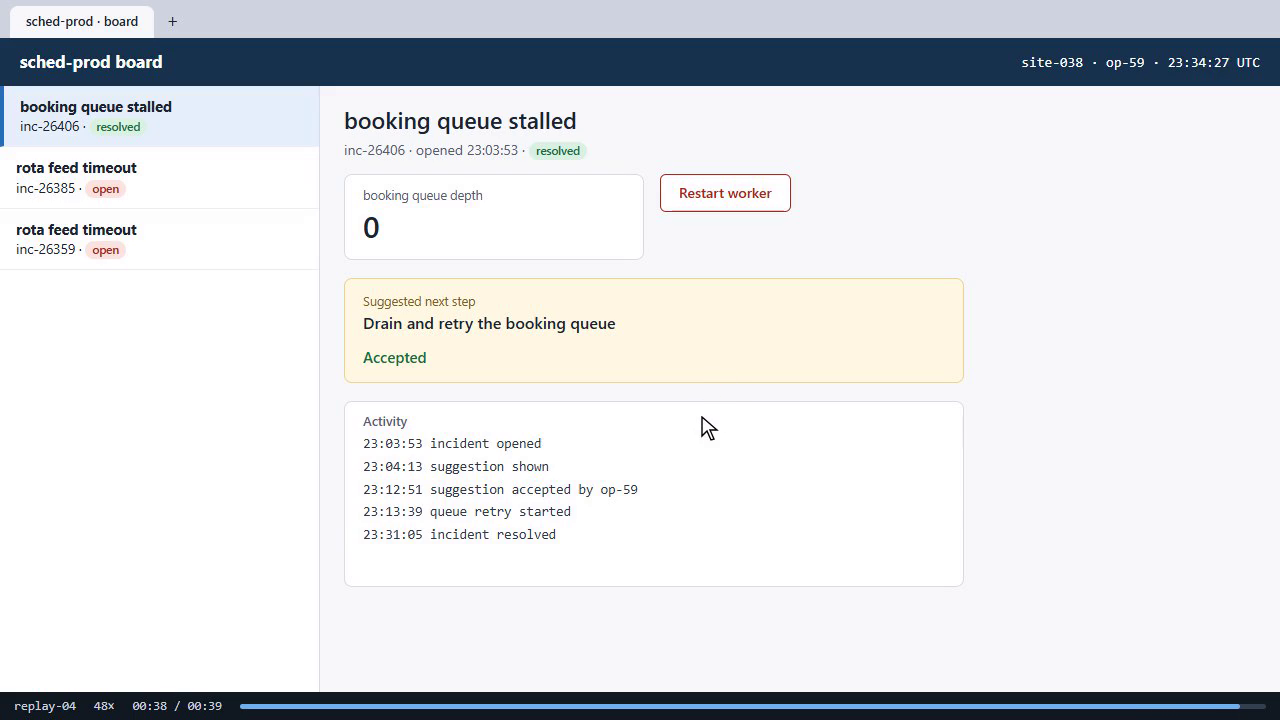 sched-prod · board +
sched-prod board
site-038 · op-59 · 23:34:27 UTC
booking queue stalled
inc-26406 · resolved
rota feed timeout
inc-26385 · open
rota feed timeout
inc-26359 · open
booking queue stalled
inc-26406 · opened 23:03:53 · resolved
booking queue depth
0
Restart worker
Suggested next step
Drain and retry the booking queue
Accepted
Activity
23:03:53 incident opened
23:04:13 suggestion shown
23:12:51 suggestion accepted by op-59
23:13:39 queue retry started
23:31:05 incident resolved
replay-04 48x 00:38 / 00:39